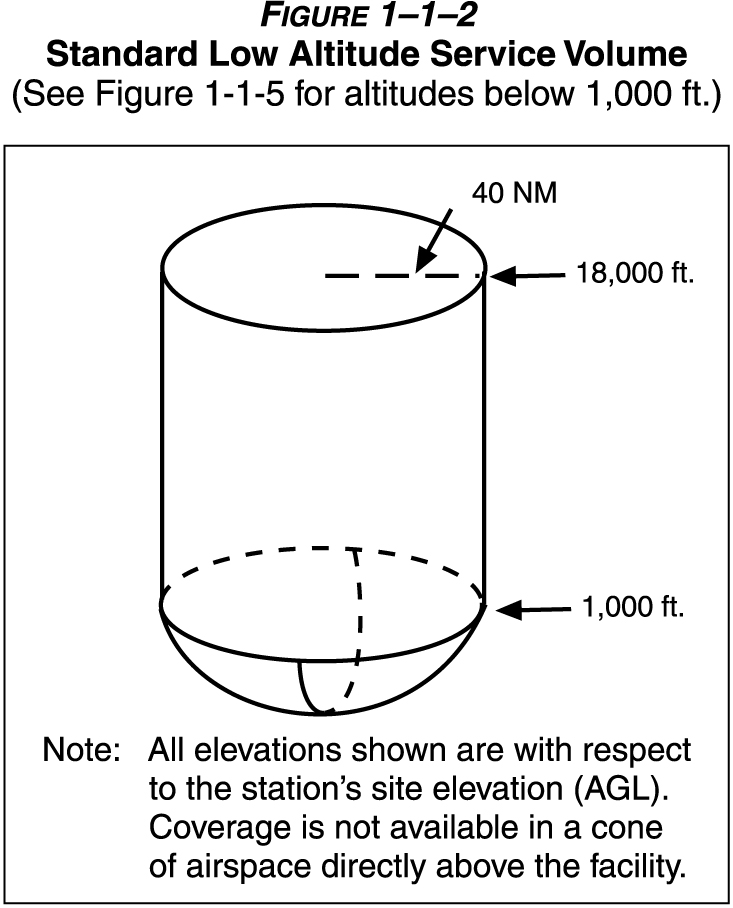 FIGURE 1–1–2
Standard Low Altitude Service Volume
(See Figure 1-1-5 for altitudes below 1,000 ft.)
40 NM
18,000 ft.
1,000 ft.
Note: All elevations shown are with respect
to the station’s site elevation (AGL).
Coverage is not available in a cone
of airspace directly above the facility.